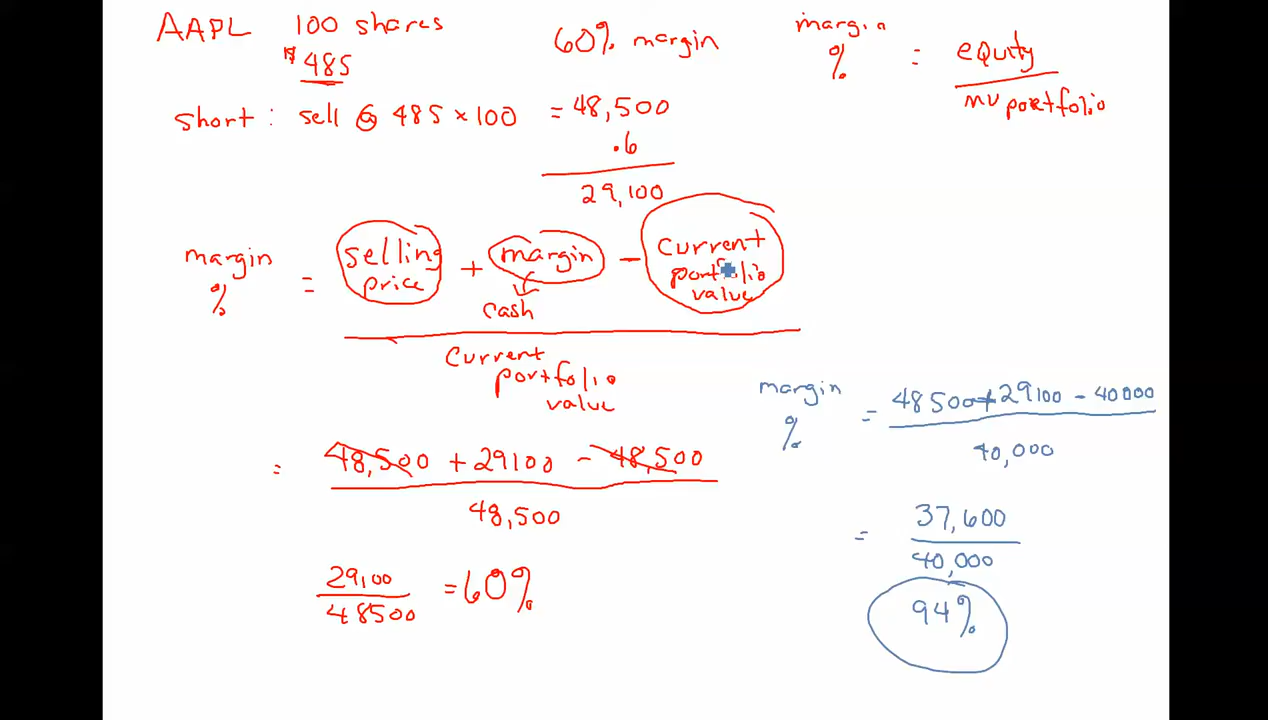 AAPL 100 shares
$485
60% margin
margin % = equity / mv portfolio
short: sell @ 485 × 100 = 48,500
.6
29,100
margin % = selling price + margin - current portfolio value
cash
current portfolio value
= 48,500 + 29100 - 48,500
48,500
29,100 / 48500 = 60%
margin % = 48500 + 29100 - 40000
40,000
= 37,600
40,000
94%